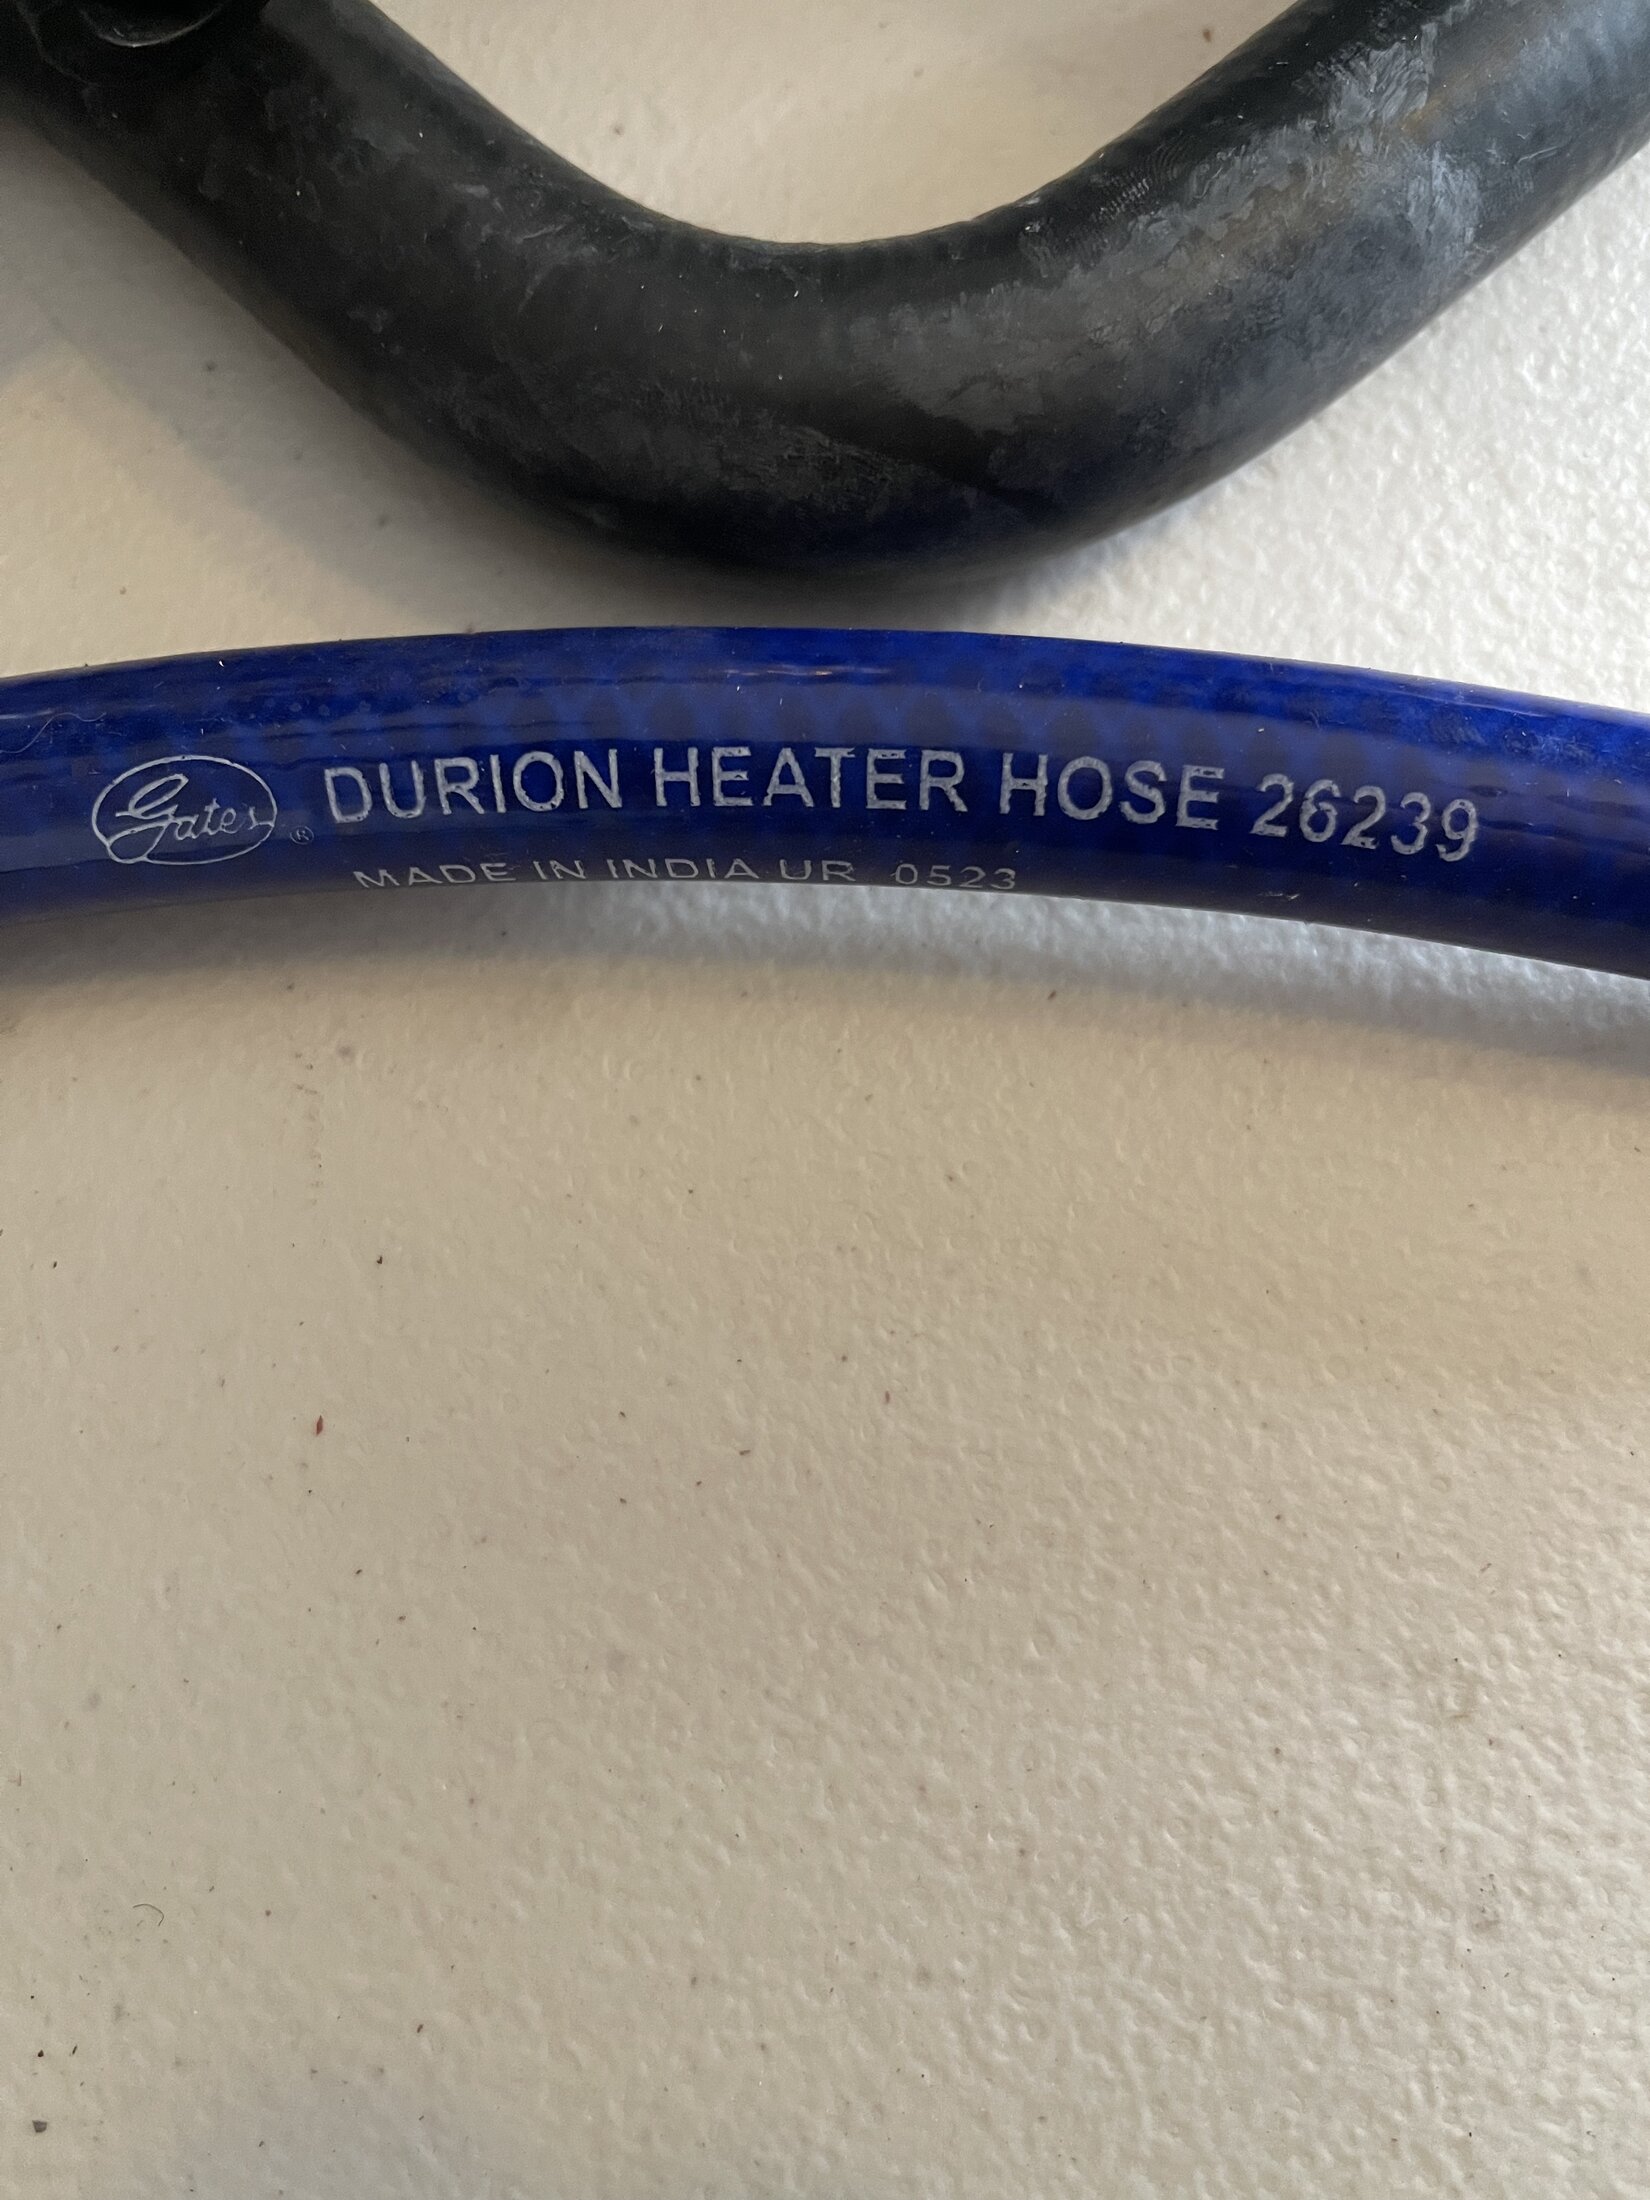 Gates ® DURION HEATER HOSE 26239
MADE IN INDIA UR 0523